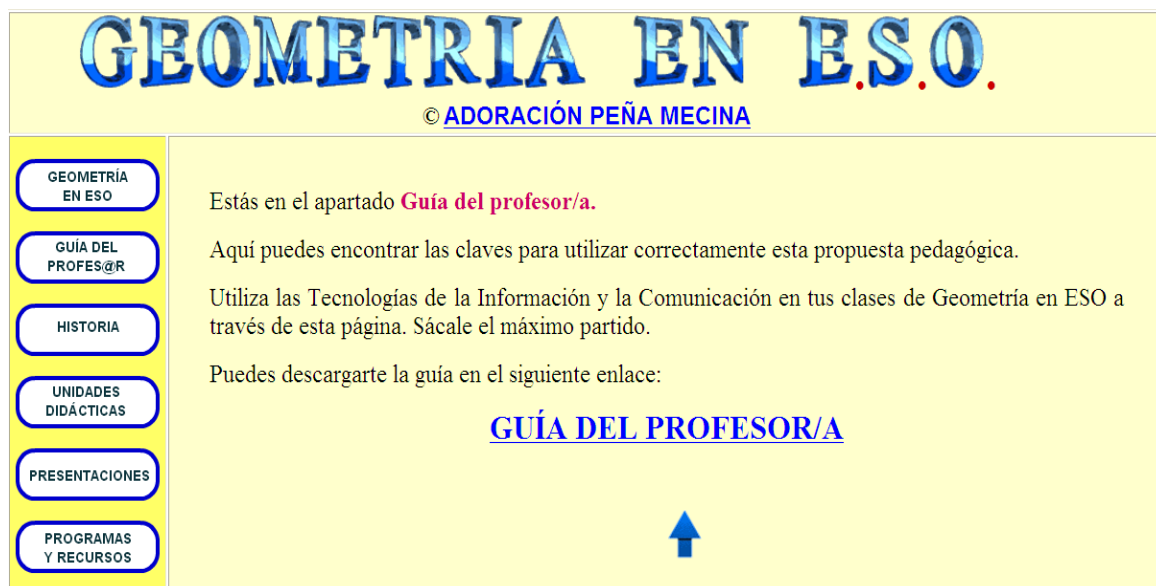 GEOMETRIA EN E.S.O.
© ADORACIÓN PEÑA MECINA
GEOMETRÍA
EN ESO
GUÍA DEL
PROFES@R
HISTORIA
UNIDADES
DIDÁCTICAS
PRESENTACIONES
PROGRAMAS
Y RECURSOS
Estás en el apartado Guía del profesor/a.
Aquí puedes encontrar las claves para utilizar correctamente esta propuesta pedagógica.
Utiliza las Tecnologías de la Información y la Comunicación en tus clases de Geometría en ESO a
través de esta página. Sácale el máximo partido.
Puedes descargarte la guía en el siguiente enlace:
GUÍA DEL PROFESOR/A